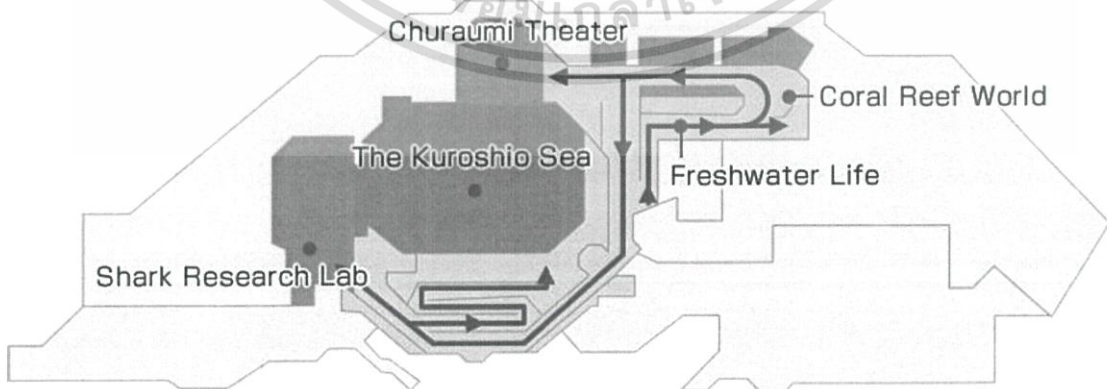 Churaumi Theater
Coral Reef World
The Kuroshio Sea
Freshwater Life
Shark Research Lab